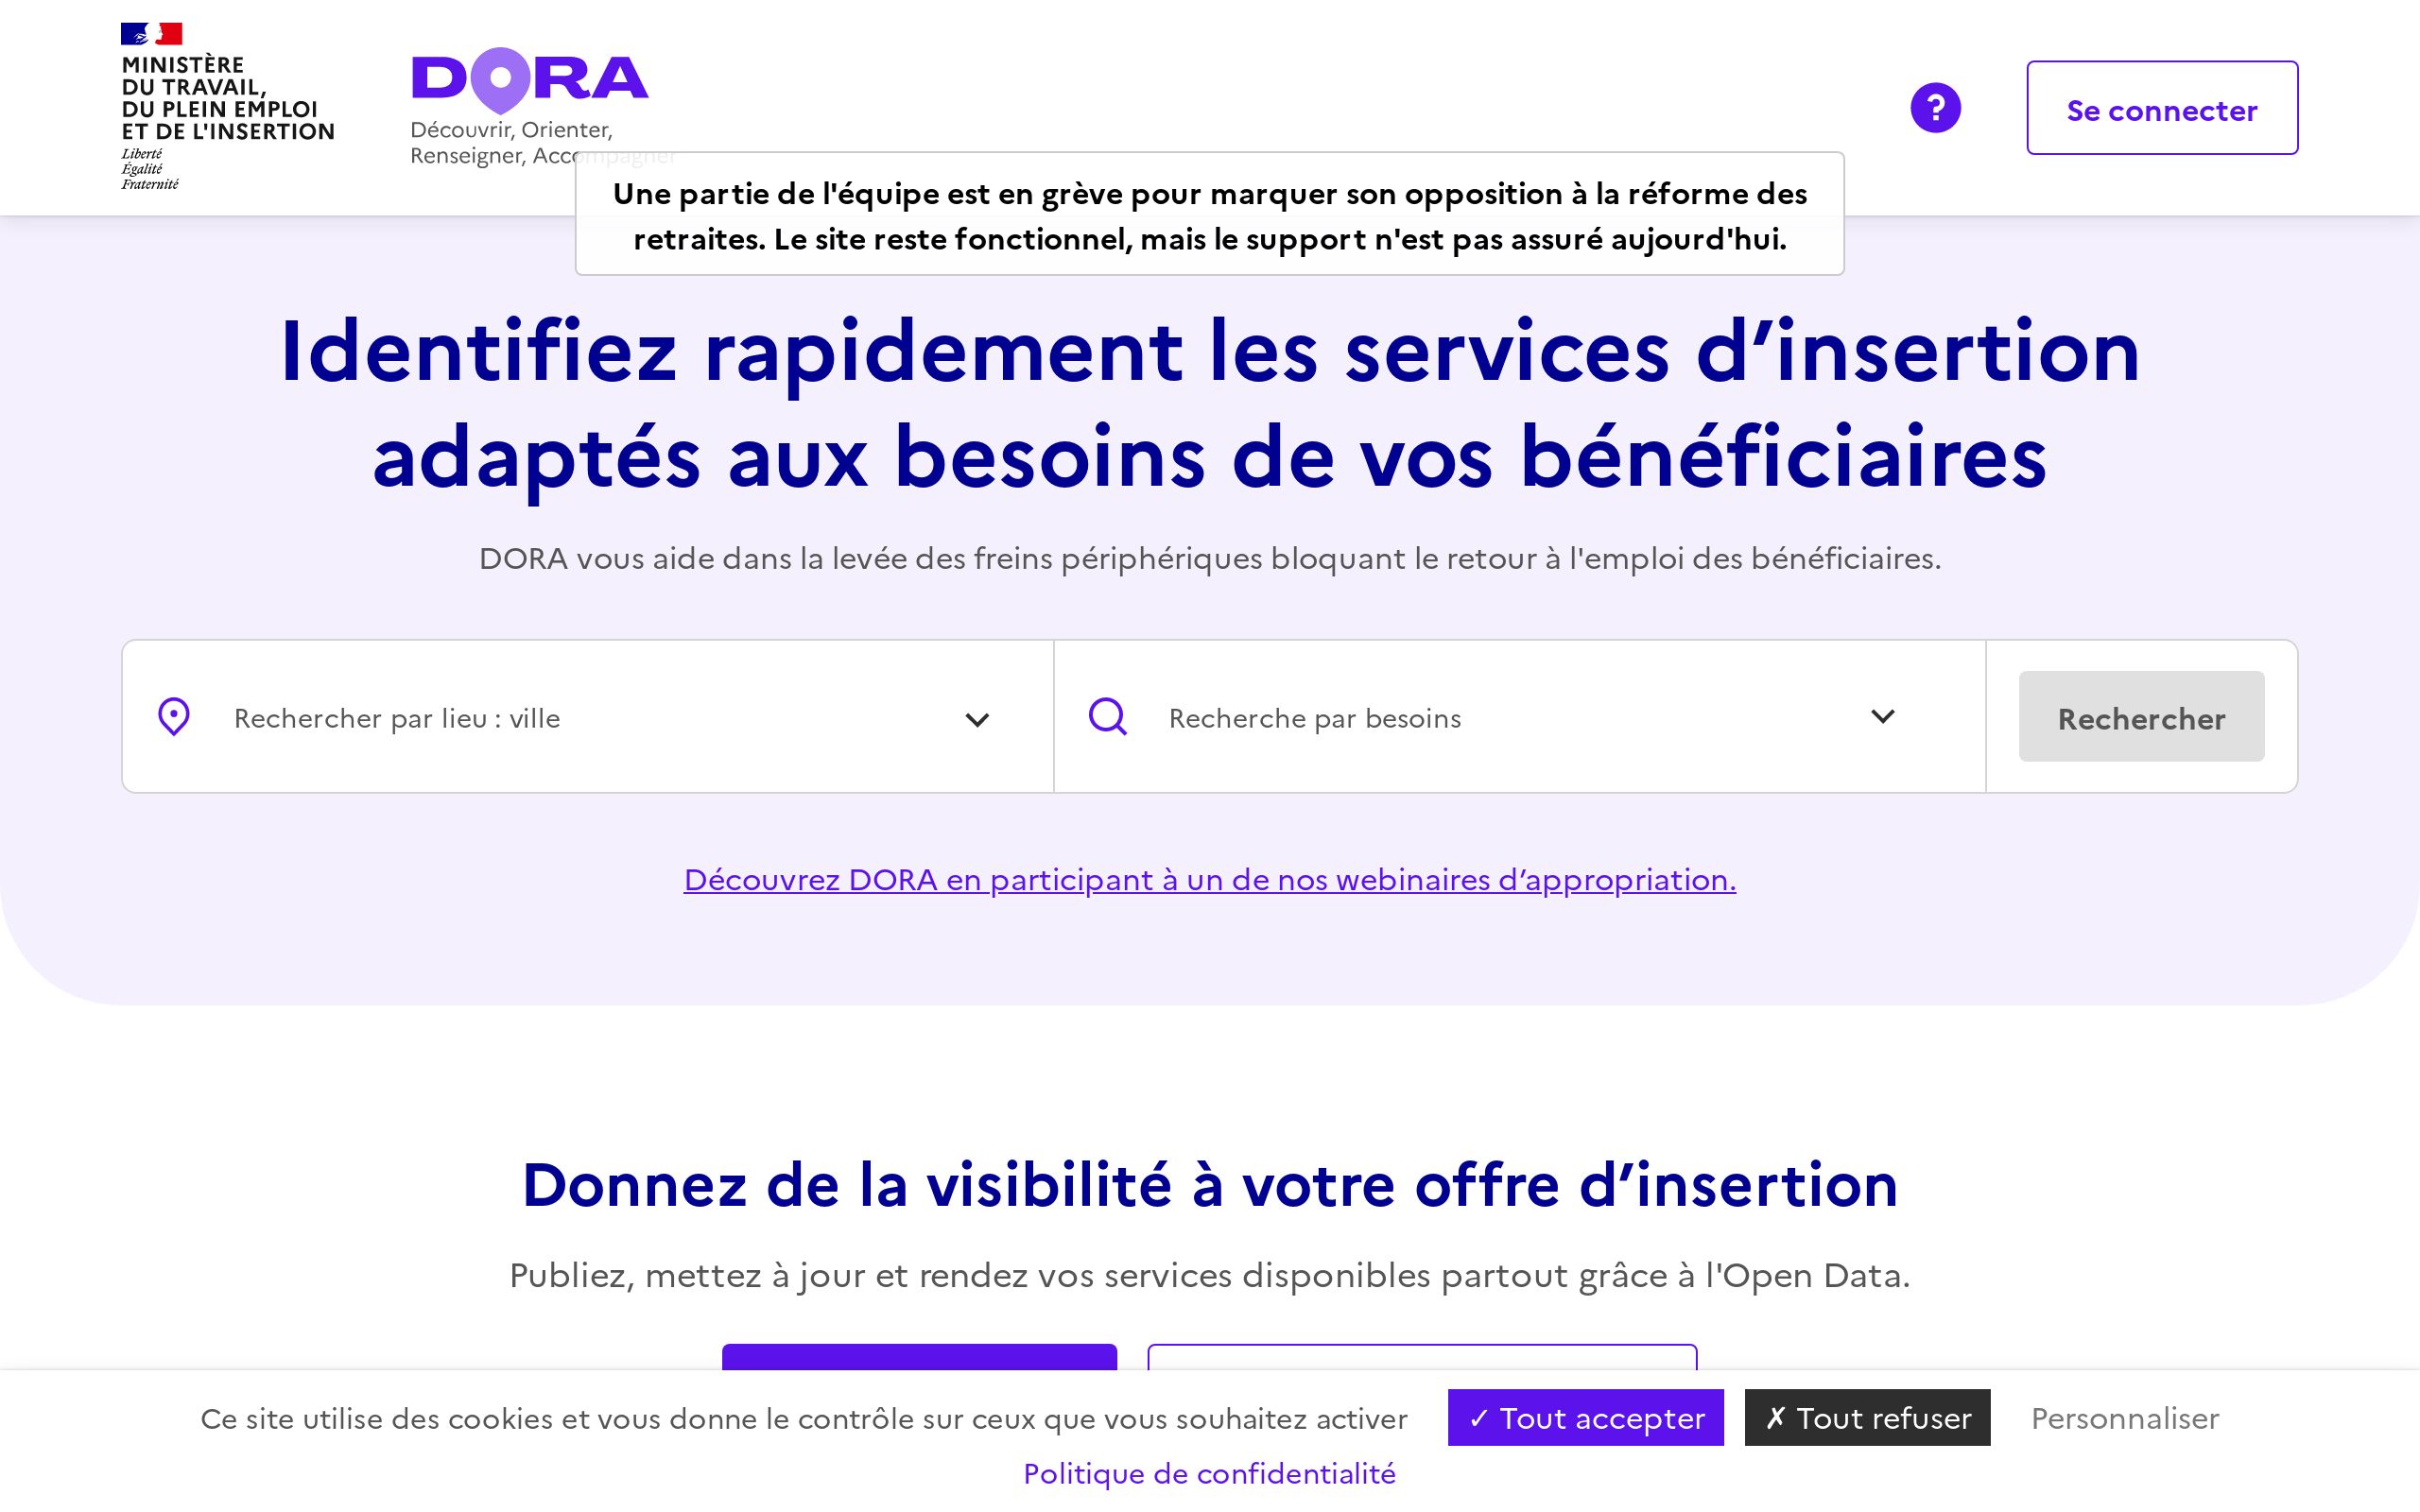 MINISTÈRE
DU TRAVAIL,
DU PLEIN EMPLOI
ET DE L'INSERTION
Liberté
Égalité
Fraternité
DORA
Découvrir, Orienter,
Renseigner, Accompagner
?
Se connecter
Une partie de l'équipe est en grève pour marquer son opposition à la réforme des
retraites. Le site reste fonctionnel, mais le support n'est pas assuré aujourd'hui.
Identifiez rapidement les services d’insertion
adaptés aux besoins de vos bénéficiaires
DORA vous aide dans la levée des freins périphériques bloquant le retour à l'emploi des bénéficiaires.
Rechercher par lieu : ville
Recherche par besoins
Rechercher
Découvrez DORA en participant à un de nos webinaires d’appropriation.
Donnez de la visibilité à votre offre d’insertion
Publiez, mettez à jour et rendez vos services disponibles partout grâce à l'Open Data.
Ce site utilise des cookies et vous donne le contrôle sur ceux que vous souhaitez activer
✓ Tout accepter
✗ Tout refuser
Personnaliser
Politique de confidentialité